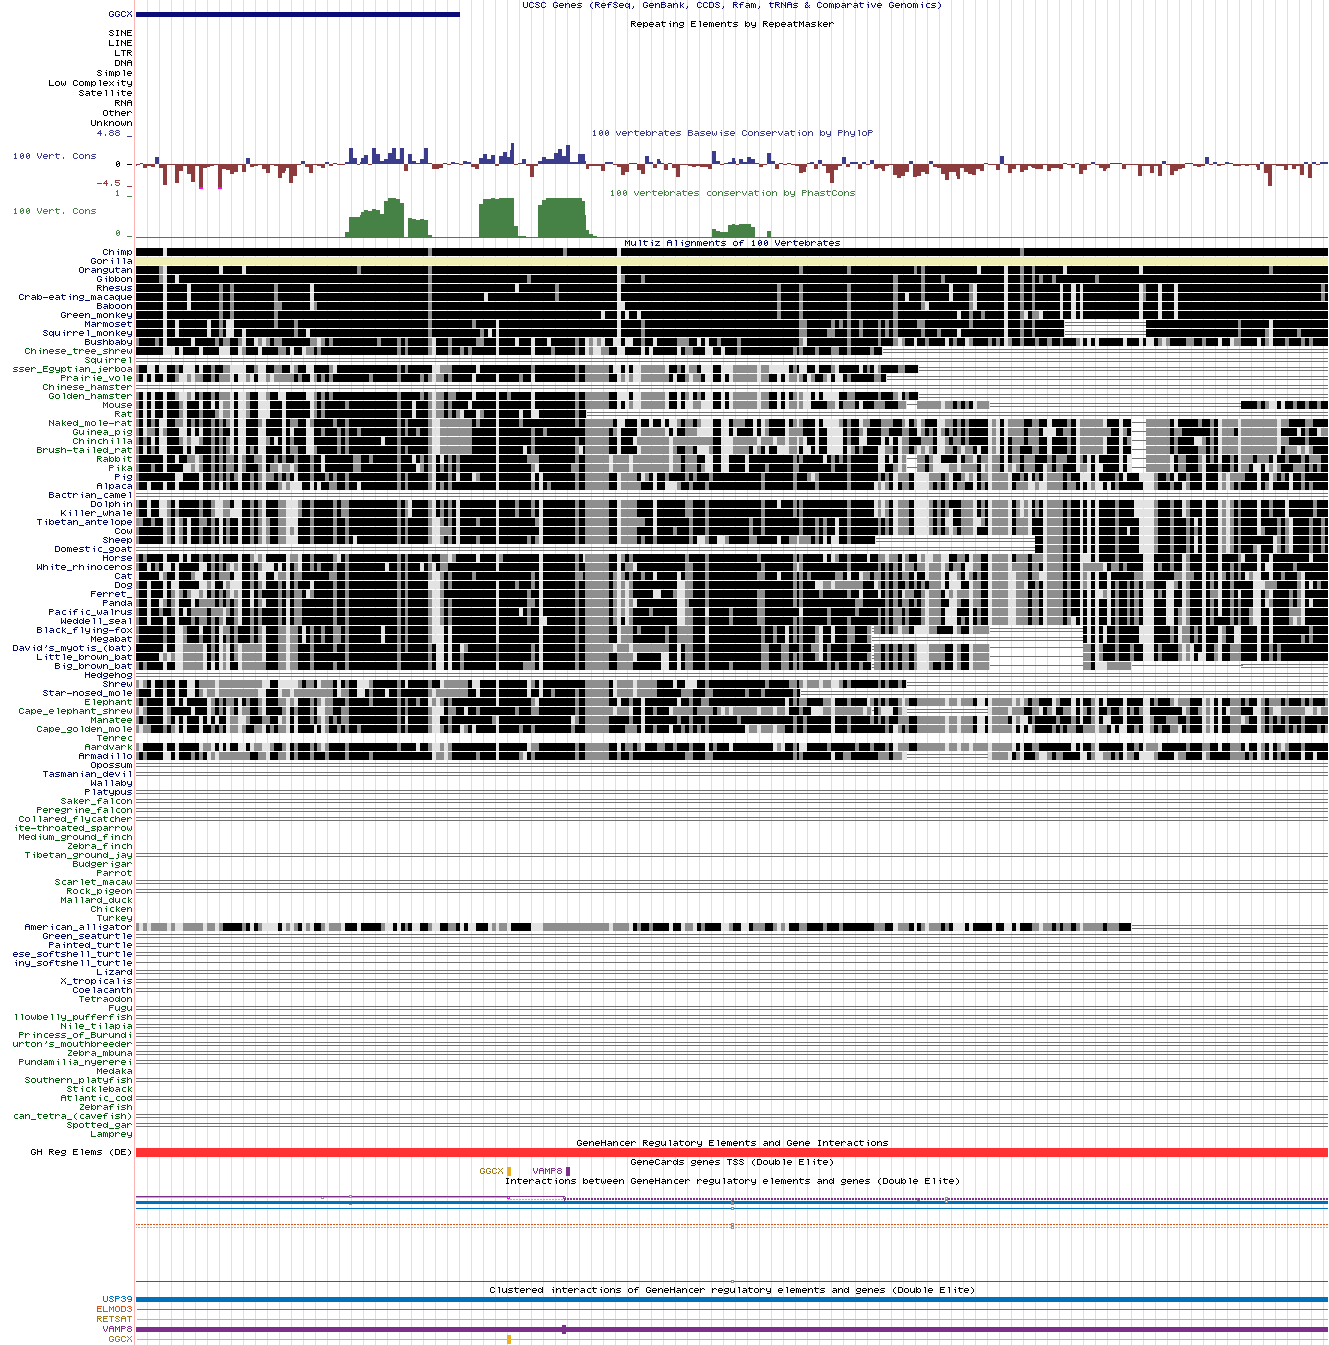 UCSC Genes (RefSeq, GenBank, CCDS, Rfam, tRNAs & Comparative Genomics)
GGCX
Repeating Elements by RepeatMasker
SINE
LINE
LTR
DNA
Simple
Low Complexity
Satellite
RNA
Other
Unknown
100 vertebrates Basewise Conservation by PhyloP
4.88 _
100 Vert. Cons
0 _
-4.5 _
100 vertebrates conservation by PhastCons
1 _
100 Vert. Cons
0 _
Multiz Alignments of 100 Vertebrates
Chimp
Gorilla
Orangutan
Gibbon
Rhesus
Crab-eating_macaque
Baboon
Green_monkey
Marmoset
Squirrel_monkey
Bushbaby
Chinese_tree_shrew
Squirrel
sser_Egyptian_jerboa
Prairie_vole
Chinese_hamster
Golden_hamster
Mouse
Rat
Naked_mole-rat
Guinea_pig
Chinchilla
Brush-tailed_rat
Rabbit
Pika
Pig
Alpaca
Bactrian_camel
Dolphin
Killer_whale
Tibetan_antelope
Cow
Sheep
Domestic_goat
Horse
White_rhinoceros
Cat
Dog
Ferret_
Panda
Pacific_walrus
Weddell_seal
Black_flying-fox
Megabat
David's_myotis_(bat)
Little_brown_bat
Big_brown_bat
Hedgehog
Shrew
Star-nosed_mole
Elephant
Cape_elephant_shrew
Manatee
Cape_golden_mole
Tenrec
Aardvark
Armadillo
Opossum
Tasmanian_devil
Wallaby
Platypus
Saker_falcon
Peregrine_falcon
Collared_flycatcher
ite-throated_sparrow
Medium_ground_finch
Zebra_finch
Tibetan_ground_jay
Budgerigar
Parrot
Scarlet_macaw
Rock_pigeon
Mallard_duck
Chicken
Turkey
American_alligator
Green_seaturtle
Painted_turtle
ese_softshell_turtle
iny_softshell_turtle
Lizard
X_tropicalis
Coelacanth
Tetraodon
Fugu
llowbelly_pufferfish
Nile_tilapia
Princess_of_Burundi
urton's_mouthbreeder
Zebra_mbuna
Pundamilia_nyererei
Medaka
Southern_platyfish
Stickleback
Atlantic_cod
Zebrafish
can_tetra_(cavefish)
Spotted_gar
Lamprey
GeneHancer Regulatory Elements and Gene Interactions
GH Reg Elems (DE)
GeneCards genes TSS (Double Elite)
GGCX VAMP8
Interactions between GeneHancer regulatory elements and genes (Double Elite)
Clustered interactions of GeneHancer regulatory elements and genes (Double Elite)
USP39
ELMOD3
RETSAT
VAMP8
GGCX